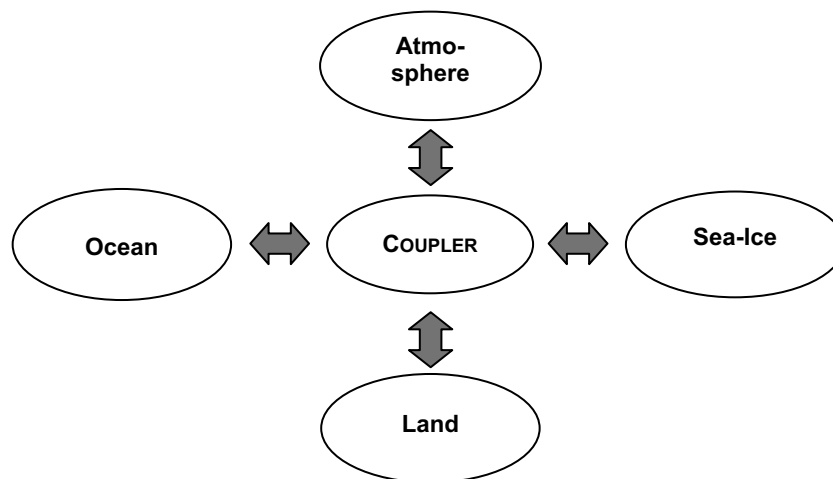 Atmo-
sphere
Ocean
COUPLER
Sea-Ice
Land